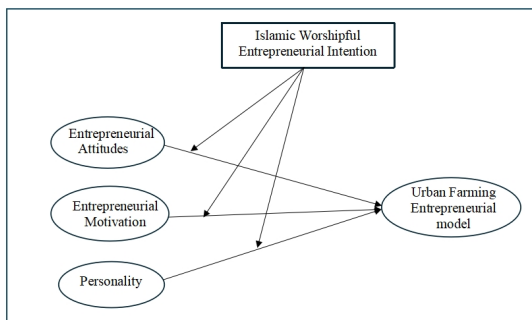 Islamic Worshipful
Entrepreneurial Intention
Entrepreneurial
Attitudes
Entrepreneurial
Motivation
Personality
Urban Farming
Entrepreneurial
model